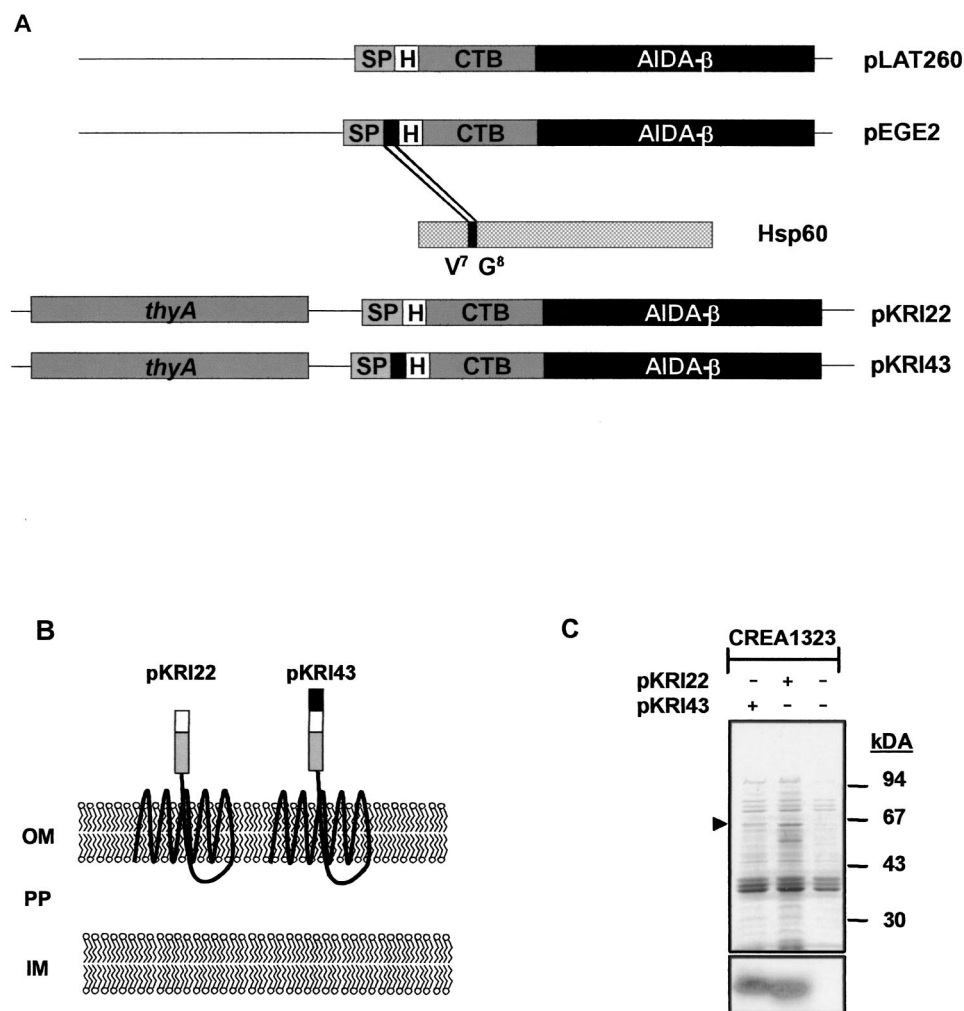 A
SP H CTB AIDA-β pLAT260
SP H CTB AIDA-β pEGE2
Hsp60
V⁷ G⁸
thyA SP H CTB AIDA-β pKRI22
thyA SP H CTB AIDA-β pKRI43
B
pKRI22 pKRI43
OM
PP
IM
C
CREA1323
pKRI22 - + -
pKRI43 + - -
kDA
94
67
43
30